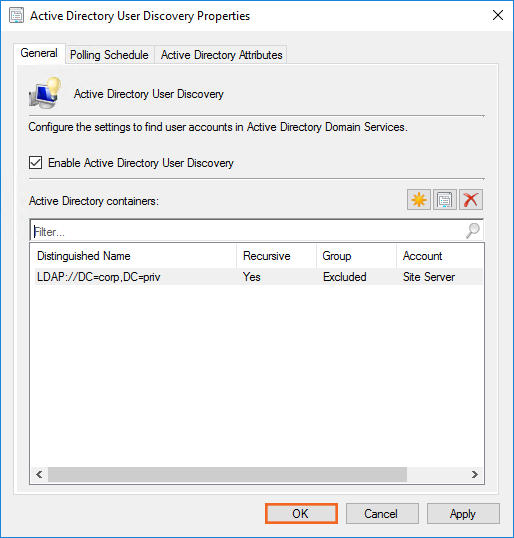 Active Directory User Discovery Properties
General Polling Schedule Active Directory Attributes
Active Directory User Discovery
Configure the settings to find user accounts in Active Directory Domain Services.
Enable Active Directory User Discovery
Active Directory containers:
Filter...
Distinguished Name Recursive Group Account
LDAP://DC=corp,DC=priv Yes Excluded Site Server
OK Cancel Apply